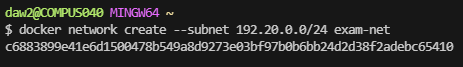 daw2@COMPUS040 MINGW64 ~
$ docker network create --subnet 192.20.0.0/24 exam-net
c6883899e41e6d1500478b549a8d9273e03bf97b0b6bb24d2d38f2adebc65410